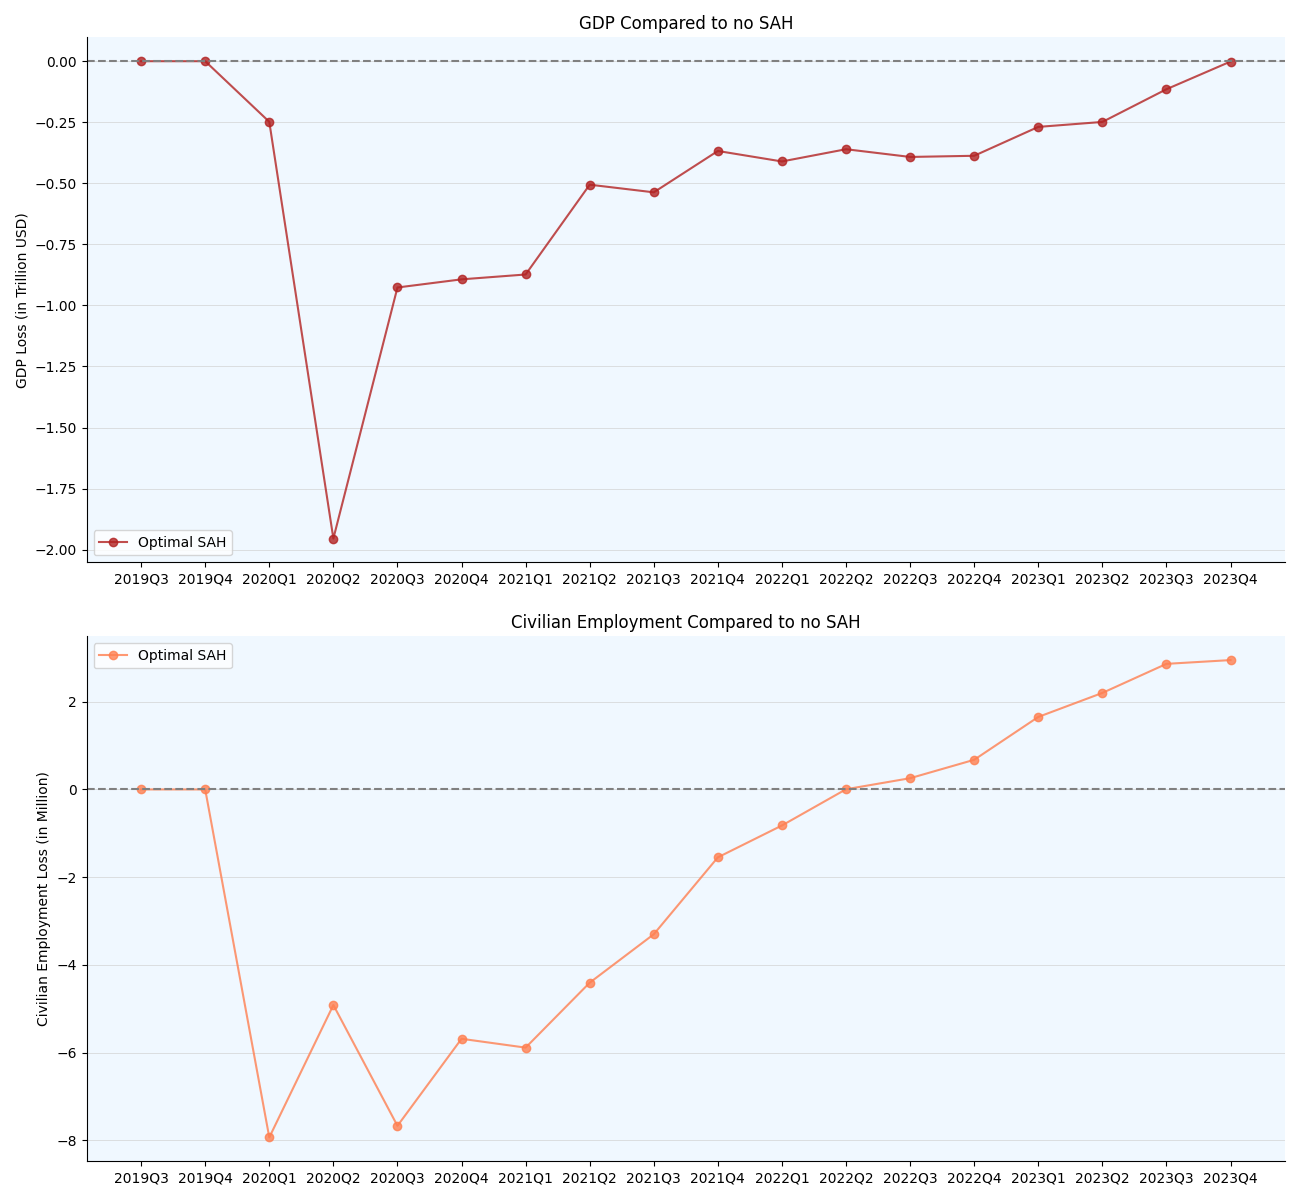 GDP Compared to no SAH
GDP Loss (in Trillion USD)
0.00
−0.25
−0.50
−0.75
−1.00
−1.25
−1.50
−1.75
−2.00
Optimal SAH
2019Q3 2019Q4 2020Q1 2020Q2 2020Q3 2020Q4 2021Q1 2021Q2 2021Q3 2021Q4 2022Q1 2022Q2 2022Q3 2022Q4 2023Q1 2023Q2 2023Q3 2023Q4
Civilian Employment Compared to no SAH
Optimal SAH
Civilian Employment Loss (in Million)
2
0
−2
−4
−6
−8
2019Q3 2019Q4 2020Q1 2020Q2 2020Q3 2020Q4 2021Q1 2021Q2 2021Q3 2021Q4 2022Q1 2022Q2 2022Q3 2022Q4 2023Q1 2023Q2 2023Q3 2023Q4